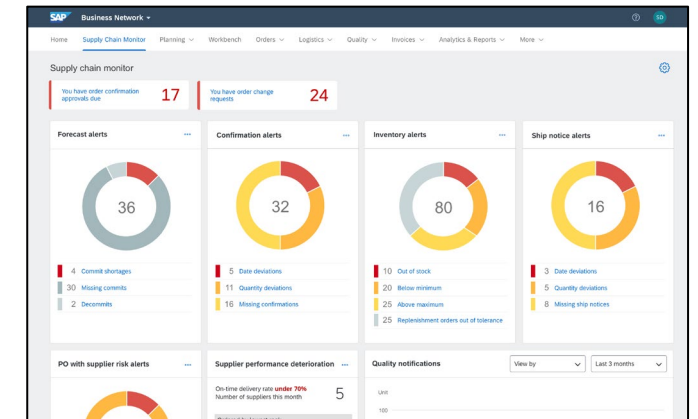 SAP Business Network
SD
Home Supply Chain Monitor Planning Workbench Orders Logistics Quality Invoices Analytics & Reports More
Supply chain monitor
You have order confirmation
approvals due
17
You have order change
requests
24
Forecast alerts
36
4 Commit shortages
30 Missing commits
2 Decommits
Confirmation alerts
32
5 Date deviations
11 Quantity deviations
16 Missing confirmations
Inventory alerts
80
10 Out of stock
20 Below minimum
25 Above maximum
25 Replenishment orders out of tolerance
Ship notice alerts
16
3 Date deviations
5 Quantity deviations
8 Missing ship notices
PO with supplier risk alerts
Supplier performance deterioration
On-time delivery rate under 70%
Number of suppliers this month
5
Quality notifications
View by
Last 3 months
Unit
100